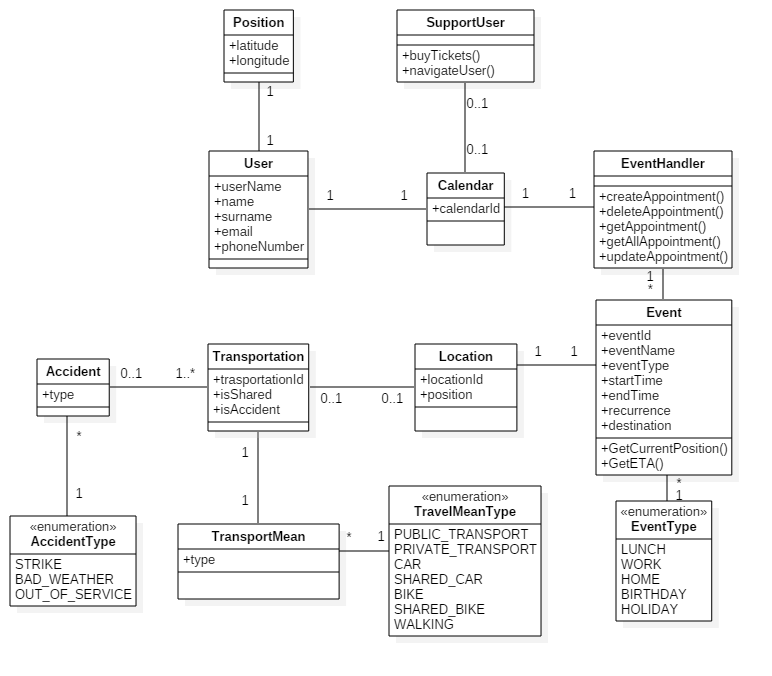 Position
+latitude
+longitude
SupportUser
+buyTickets()
+navigateUser()
1
1
0..1
0..1
User
+userName
+name
+surname
+email
+phoneNumber
1
1
Calendar
+calendarId
1
1
EventHandler
+createAppointment()
+deleteAppointment()
+getAppointment()
+getAllAppointment()
+updateAppointment()
1
*
Event
+eventId
+eventName
+eventType
+startTime
+endTime
+recurrence
+destination
+GetCurrentPosition()
+GetETA()
Accident
+type
0..1
1..*
Transportation
+trasportationId
+isShared
+isAccident
0..1
0..1
Location
+locationId
+position
1
1
*
1
1
1
*
1
«enumeration»
AccidentType
STRIKE
BAD_WEATHER
OUT_OF_SERVICE
TransportMean
+type
*
1
«enumeration»
TravelMeanType
PUBLIC_TRANSPORT
PRIVATE_TRANSPORT
CAR
SHARED_CAR
BIKE
SHARED_BIKE
WALKING
«enumeration»
EventType
LUNCH
WORK
HOME
BIRTHDAY
HOLIDAY